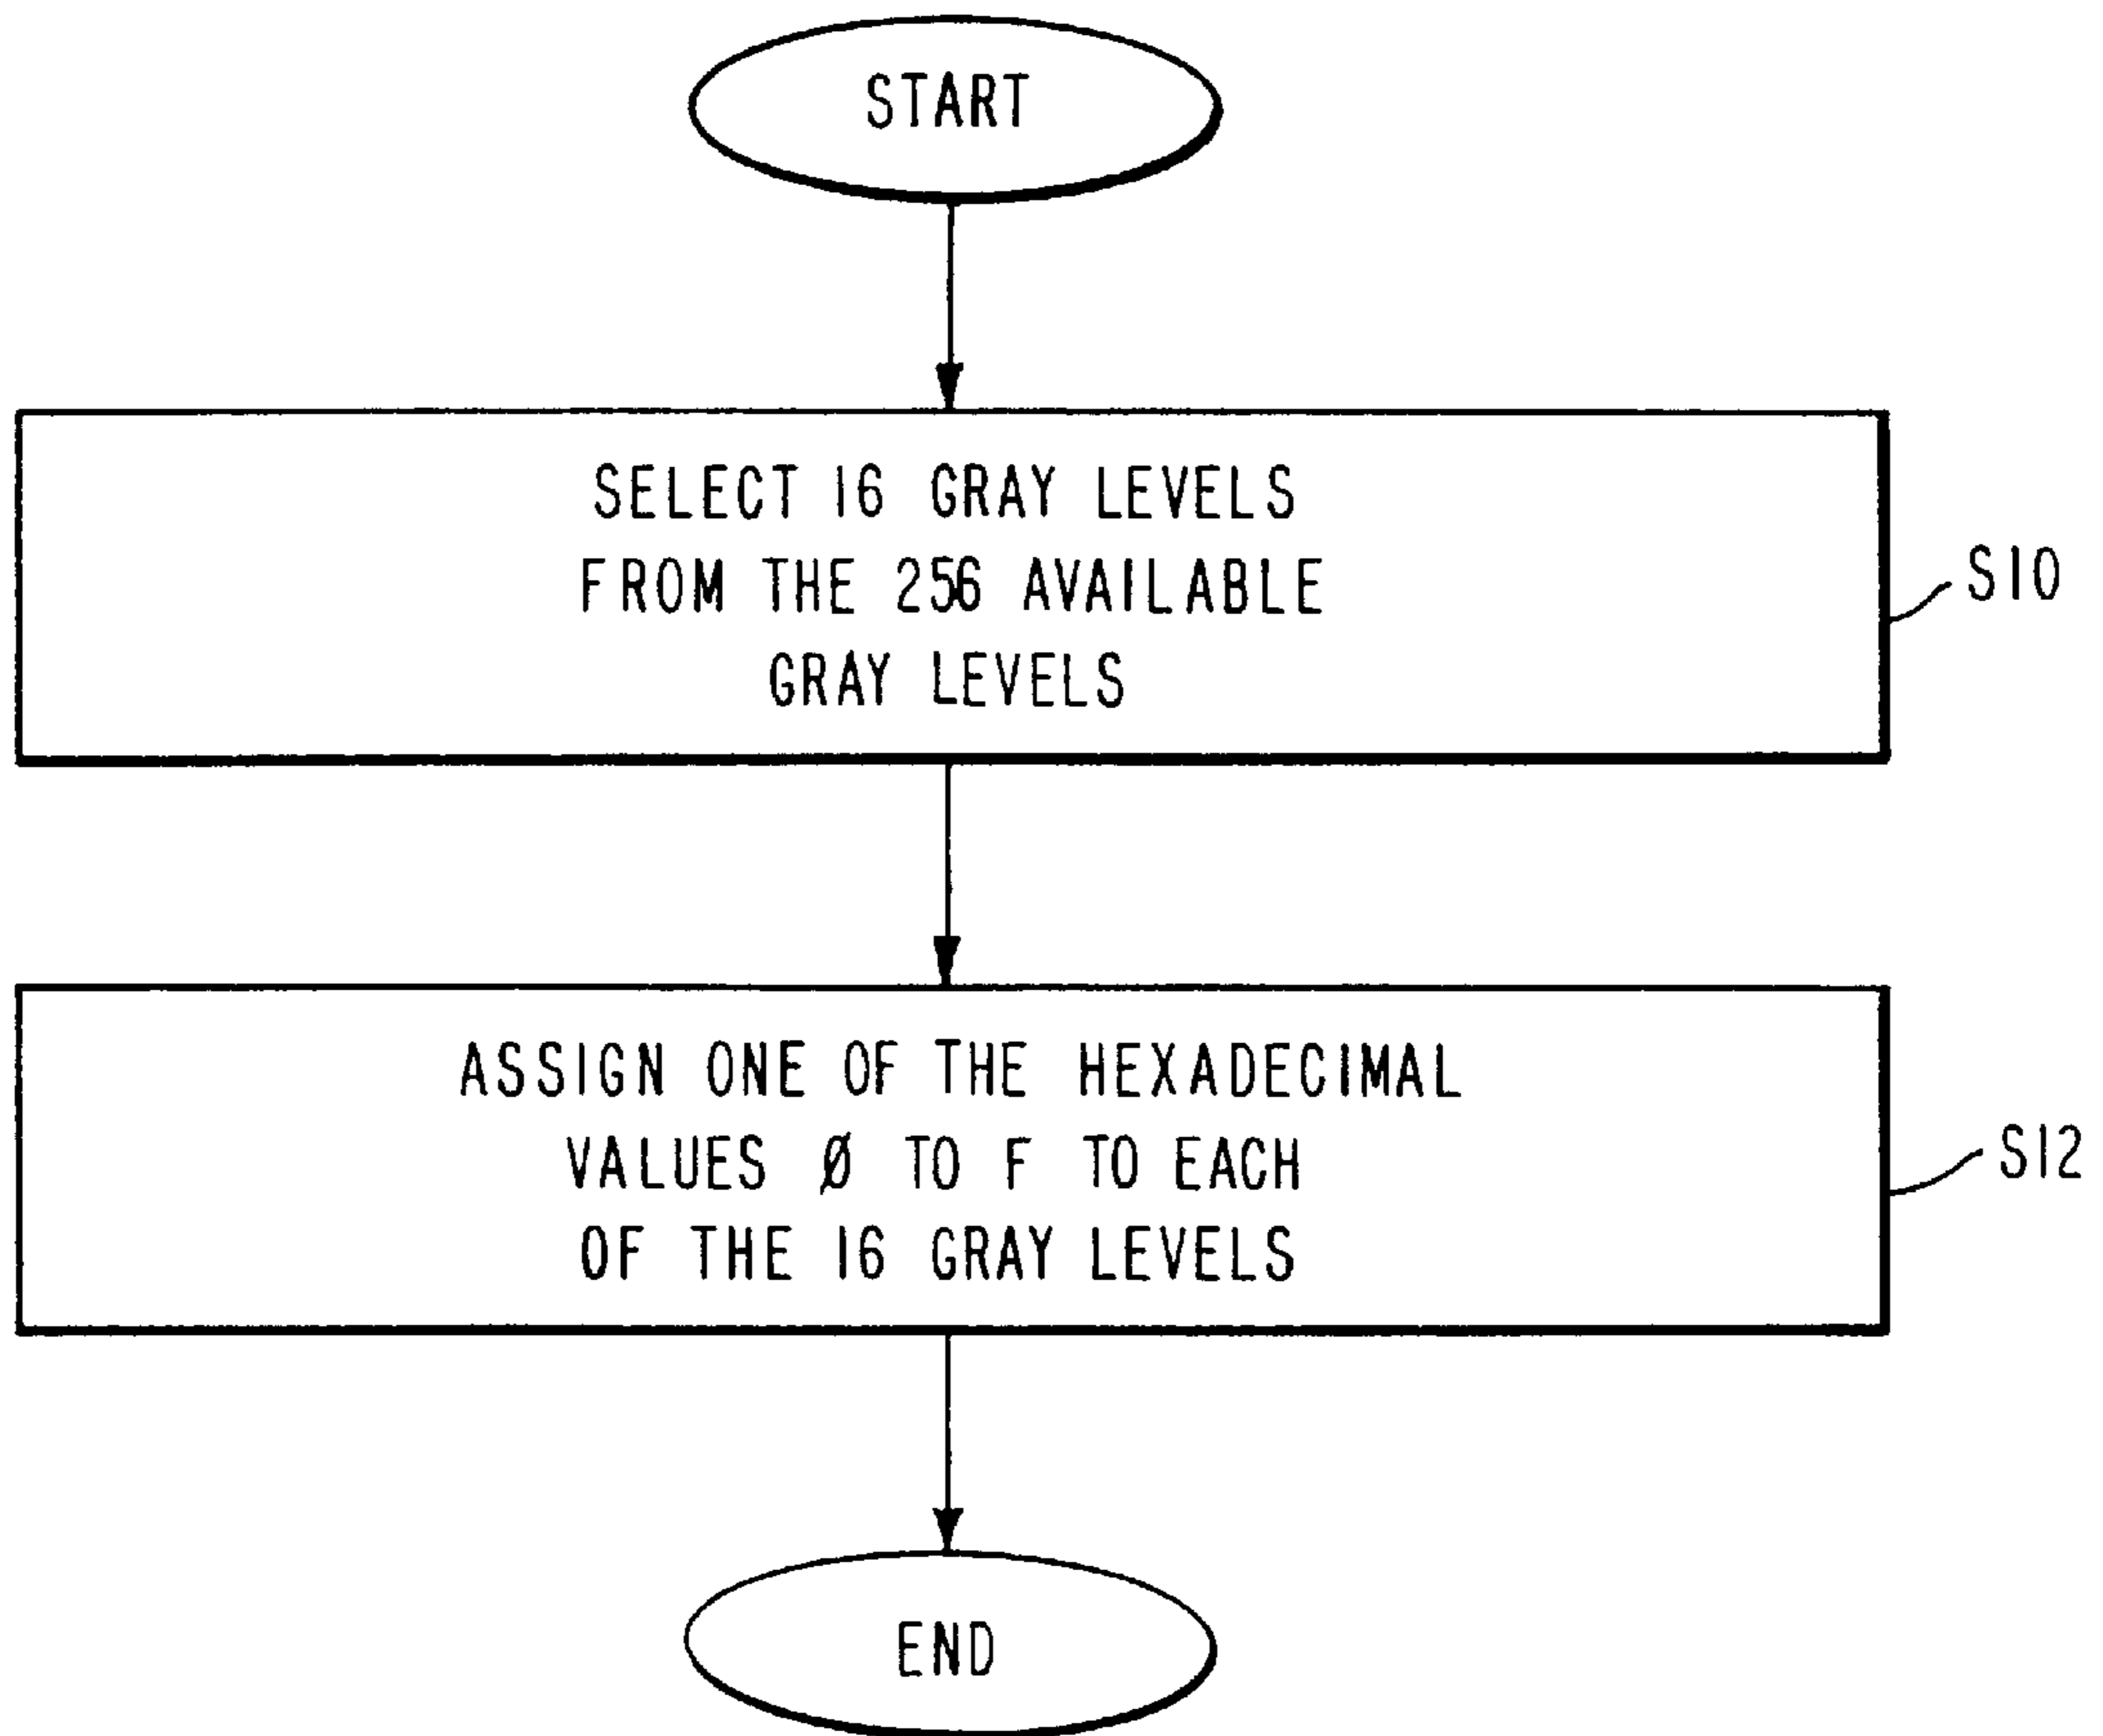 START
SELECT 16 GRAY LEVELS
FROM THE 256 AVAILABLE
GRAY LEVELS
S10
ASSIGN ONE OF THE HEXADECIMAL
VALUES Ø TO F TO EACH
OF THE 16 GRAY LEVELS
S12
END